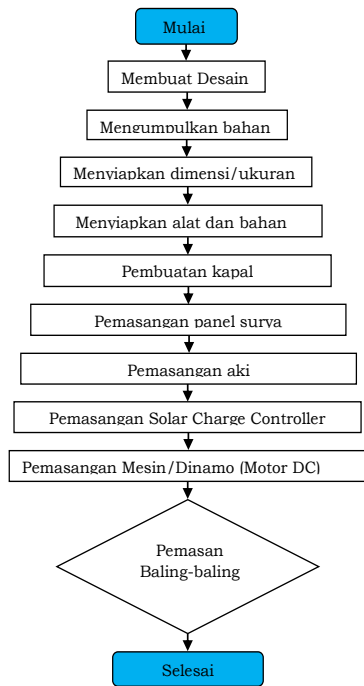 Mulai
Membuat Desain
Mengumpulkan bahan
Menyiapkan dimensi/ukuran
Menyiapkan alat dan bahan
Pembuatan kapal
Pemasangan panel surya
Pemasangan aki
Pemasangan Solar Charge Controller
Pemasangan Mesin/Dinamo (Motor DC)
Pemasan
Baling-baling
Selesai